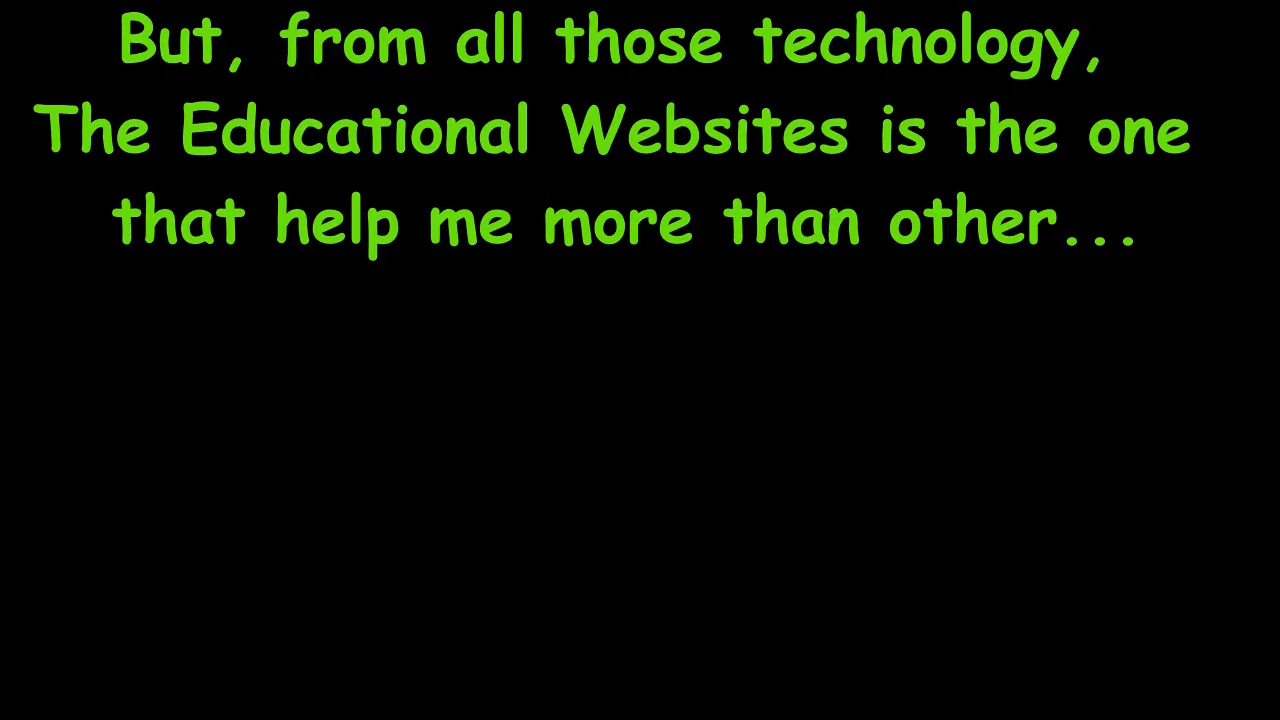 But, from all those technology,
The Educational Websites is the one
that help me more than other...